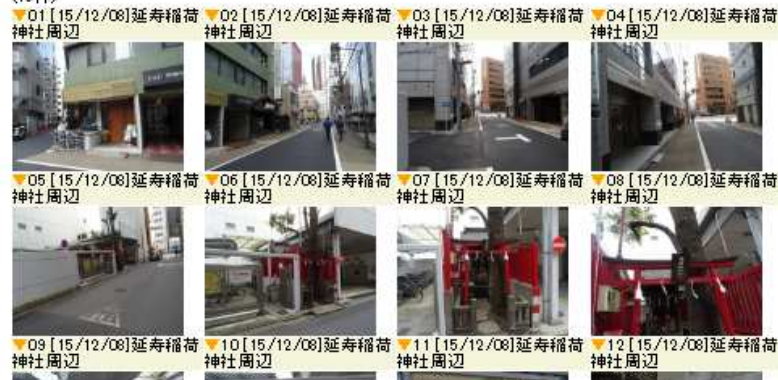 ▼01[15/12/08]延寿稲荷神社周辺
▼02[15/12/08]延寿稲荷神社周辺
▼03[15/12/08]延寿稲荷神社周辺
▼04[15/12/08]延寿稲荷神社周辺
▼05[15/12/08]延寿稲荷神社周辺
▼06[15/12/08]延寿稲荷神社周辺
▼07[15/12/08]延寿稲荷神社周辺
▼08[15/12/08]延寿稲荷神社周辺
▼09[15/12/08]延寿稲荷神社周辺
▼10[15/12/08]延寿稲荷神社周辺
▼11[15/12/08]延寿稲荷神社周辺
▼12[15/12/08]延寿稲荷神社周辺